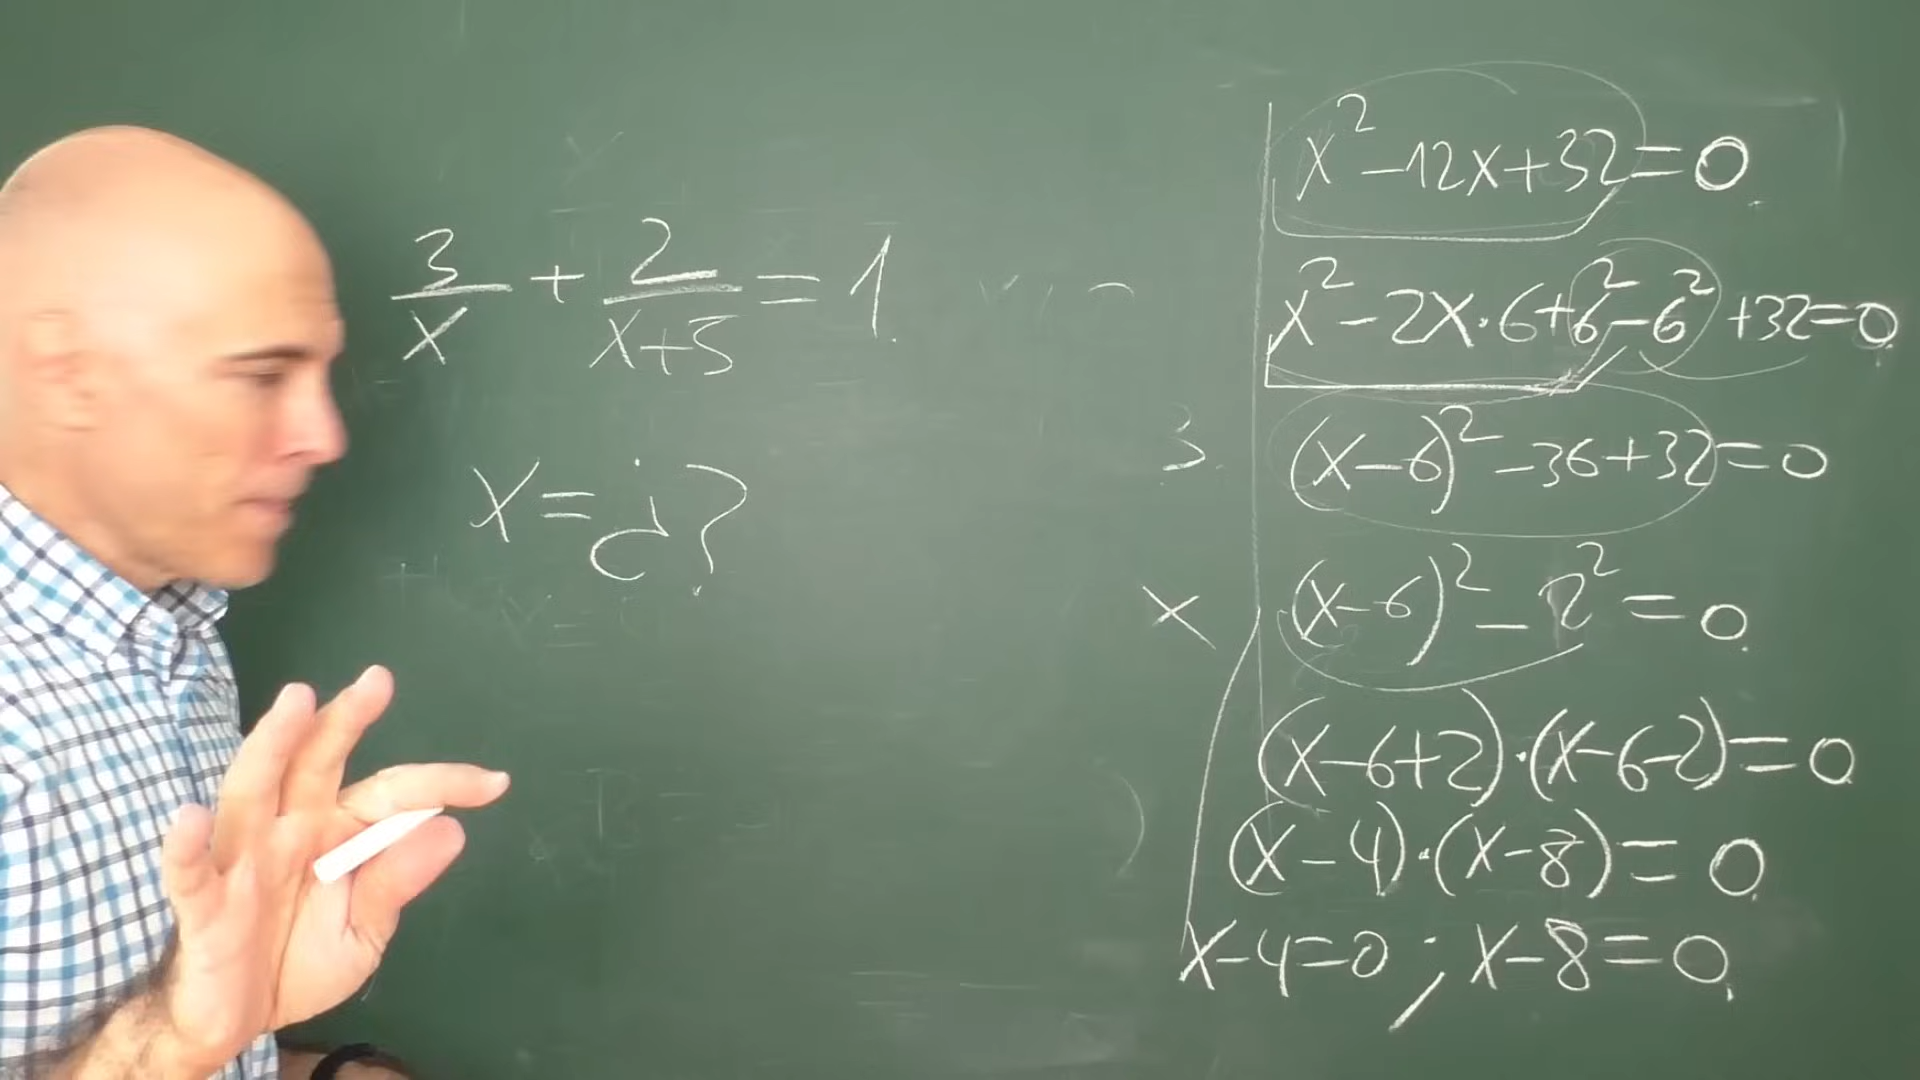 3/x + 2/(x+5) = 1.
x = ¿?
x² - 12x + 32 = 0.
x² - 2x·6 + 6² - 6² + 32 = 0.
3.
(x - 6)² - 36 + 32 = 0
x
(x - 6)² - 2² = 0.
(x - 6 + 2)·(x - 6 - 2) = 0
(x - 4)·(x - 8) = 0.
x - 4 = 0 ; x - 8 = 0.